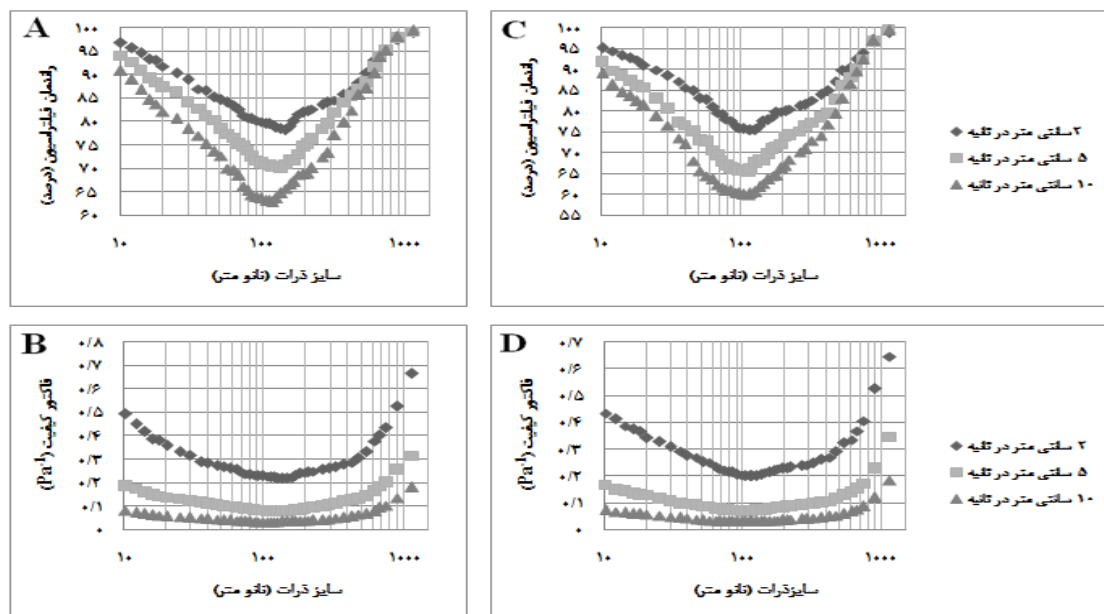 A
راندمان فیلتراسیون (درصد)
۱۰۰
۹۵
۹۰
۸۵
۸۰
۷۵
۷۰
۶۵
۶۰
۱۰ ۱۰۰ ۱۰۰۰
سایز ذرات (نانو متر)
C
راندمان فیلتراسیون (درصد)
۱۰۰
۹۵
۹۰
۸۵
۸۰
۷۵
۷۰
۶۵
۶۰
۵۵
۱۰ ۱۰۰ ۱۰۰۰
سایز ذرات (نانو متر)
۲ سانتی متر در ثانیه
۵ سانتی متر در ثانیه
۱۰ سانتی متر در ثانیه
B
فاکتور کیفیت (Pa-1)
۰/۸
۰/۷
۰/۶
۰/۵
۰/۴
۰/۳
۰/۲
۰/۱
۰
۱۰ ۱۰۰ ۱۰۰۰
سایز ذرات (نانو متر)
D
فاکتور کیفیت (Pa-1)
۰/۷
۰/۶
۰/۵
۰/۴
۰/۳
۰/۲
۰/۱
۰
۱۰ ۱۰۰ ۱۰۰۰
سایزذرات (نانو متر)
۲ سانتی متر در ثانیه
۵ سانتی متر در ثانیه
۱۰ سانتی متر در ثانیه